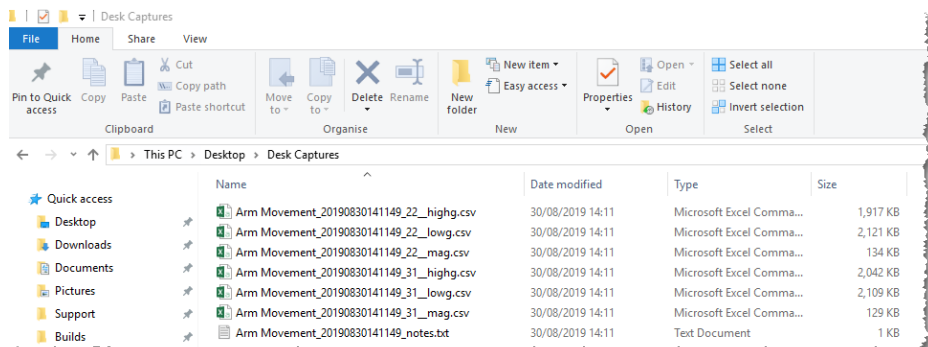 Desk Captures
File Home Share View
Pin to Quick access
Copy
Paste
Cut
Copy path
Paste shortcut
Clipboard
Move to
Copy to
Delete
Rename
Organise
New folder
New item
Easy access
New
Properties
Open
Edit
History
Open
Select all
Select none
Invert selection
Select
This PC > Desktop > Desk Captures
Name Date modified Type Size
Quick access
Desktop
Downloads
Documents
Pictures
Support
Builds
Arm Movement_20190830141149_22__highg.csv 30/08/2019 14:11 Microsoft Excel Comma... 1,917 KB
Arm Movement_20190830141149_22__lowg.csv 30/08/2019 14:11 Microsoft Excel Comma... 2,121 KB
Arm Movement_20190830141149_22__mag.csv 30/08/2019 14:11 Microsoft Excel Comma... 134 KB
Arm Movement_20190830141149_31__highg.csv 30/08/2019 14:11 Microsoft Excel Comma... 2,042 KB
Arm Movement_20190830141149_31__lowg.csv 30/08/2019 14:11 Microsoft Excel Comma... 2,109 KB
Arm Movement_20190830141149_31__mag.csv 30/08/2019 14:11 Microsoft Excel Comma... 129 KB
Arm Movement_20190830141149_notes.txt 30/08/2019 14:11 Text Document 1 KB